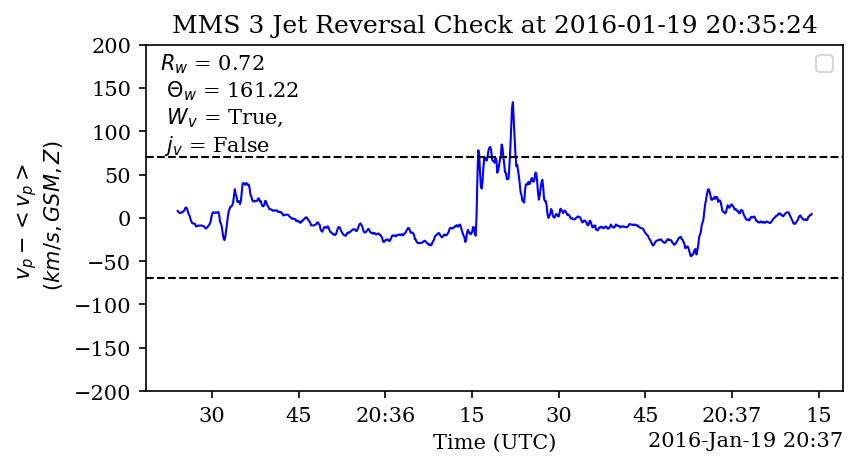 MMS 3 Jet Reversal Check at 2016-01-19 20:35:24
R_w = 0.72
Θ_w = 161.22
W_v = True,
j_v = False
v_p − < v_p >
(km/s, GSM, Z)
200
150
100
50
0
−50
−100
−150
−200
30 45 20:36 15 30 45 20:37 15
Time (UTC)
2016-Jan-19 20:37